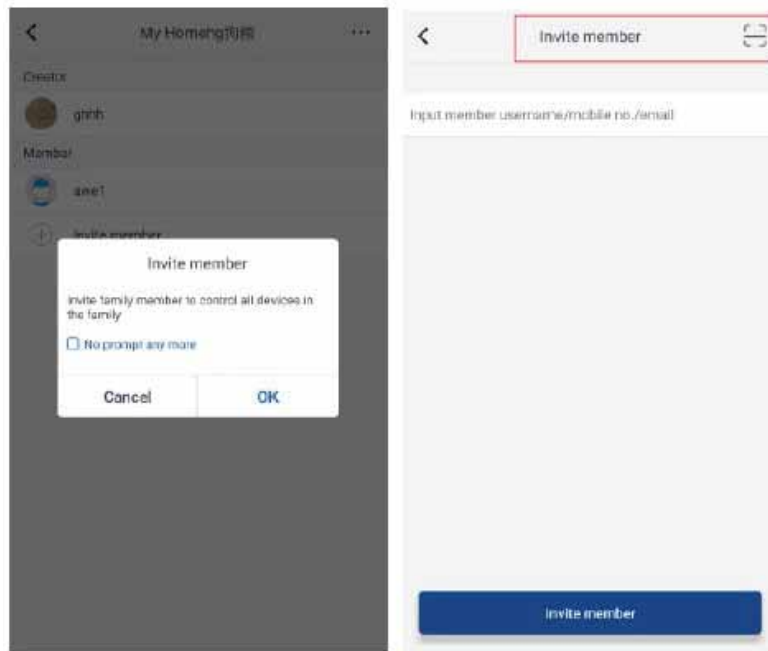 My Homeng
Creator
ghhh
Member
Invite member
Invite member
Invite family member to control all devices in
the family
No prompt any more
Cancel
OK
Invite member
Input member username/mobile no./email
Invite member